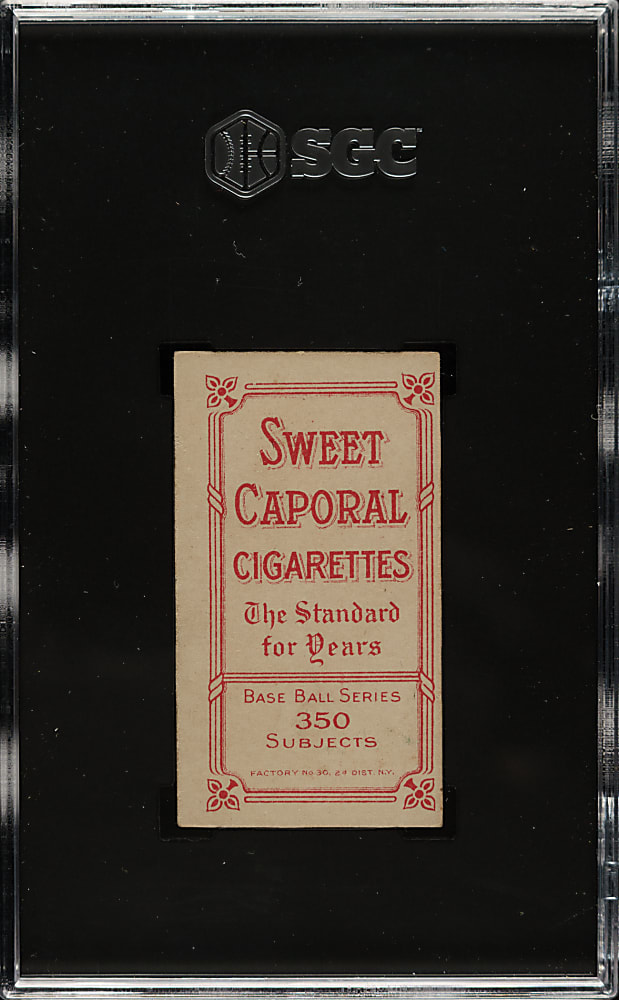 SGC
SWEET
CAPORAL
CIGARETTES
The Standard
for Years
BASE BALL SERIES
350
SUBJECTS
FACTORY No 30, 2d DIST. N.Y.